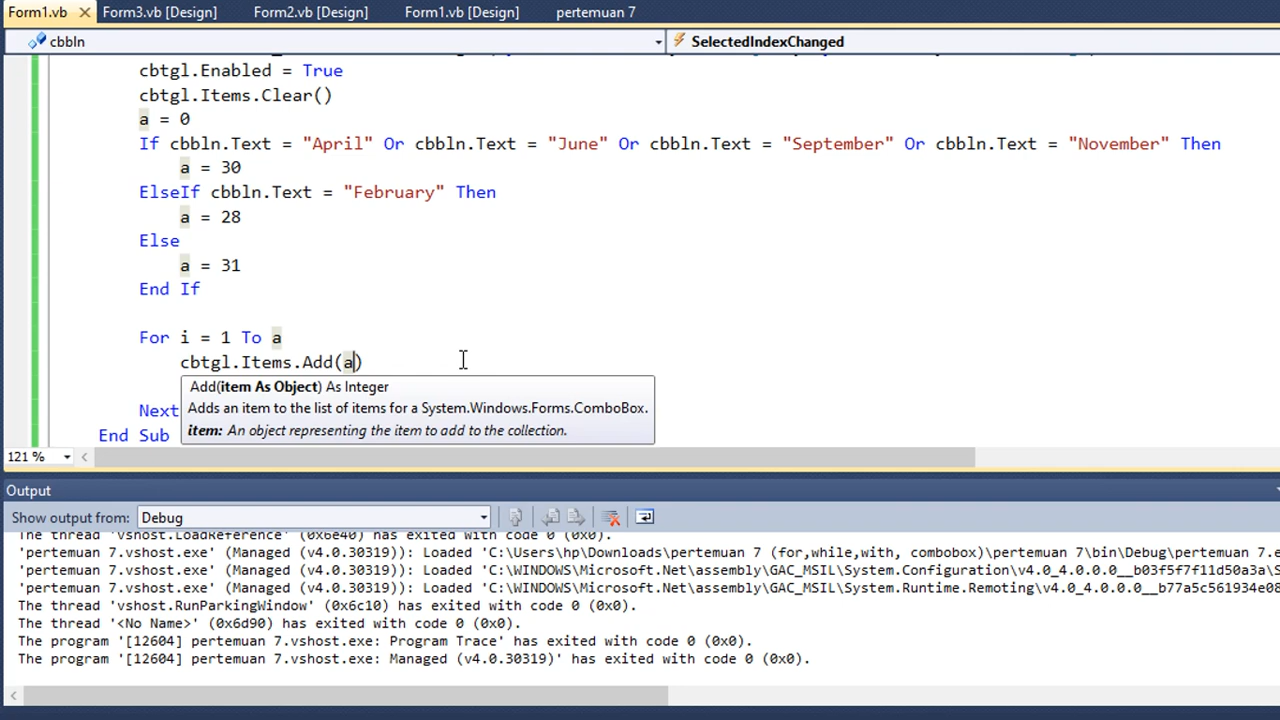 Form1.vb Form3.vb [Design] Form2.vb [Design] Form1.vb [Design] pertemuan 7
cbbln SelectedIndexChanged
cbtgl.Enabled = True
cbtgl.Items.Clear()
a = 0
If cbbln.Text = "April" Or cbbln.Text = "June" Or cbbln.Text = "September" Or cbbln.Text = "November" Then
a = 30
ElseIf cbbln.Text = "February" Then
a = 28
Else
a = 31
End If
For i = 1 To a
cbtgl.Items.Add(a)
Add(item As Object) As Integer
Adds an item to the list of items for a System.Windows.Forms.ComboBox.
Next
item: An object representing the item to add to the collection.
End Sub
121 %
Output
Show output from: Debug
The thread 'vshost.LoadReference' (0x6e40) has exited with code 0 (0x0).
'pertemuan 7.vshost.exe' (Managed (v4.0.30319)): Loaded 'C:\Users\hp\Downloads\pertemuan 7 (for,while,with, combobox)\pertemuan 7\bin\Debug\pertemuan 7.e
'pertemuan 7.vshost.exe' (Managed (v4.0.30319)): Loaded 'C:\WINDOWS\Microsoft.Net\assembly\GAC_MSIL\System.Configuration\v4.0_4.0.0.0__b03f5f7f11d50a3a\S
'pertemuan 7.vshost.exe' (Managed (v4.0.30319)): Loaded 'C:\WINDOWS\Microsoft.Net\assembly\GAC_MSIL\System.Runtime.Remoting\v4.0_4.0.0.0__b77a5c561934e08
The thread 'vshost.RunParkingWindow' (0x6c10) has exited with code 0 (0x0).
The thread '<No Name>' (0x6d90) has exited with code 0 (0x0).
The program '[12604] pertemuan 7.vshost.exe: Program Trace' has exited with code 0 (0x0).
The program '[12604] pertemuan 7.vshost.exe: Managed (v4.0.30319)' has exited with code 0 (0x0).